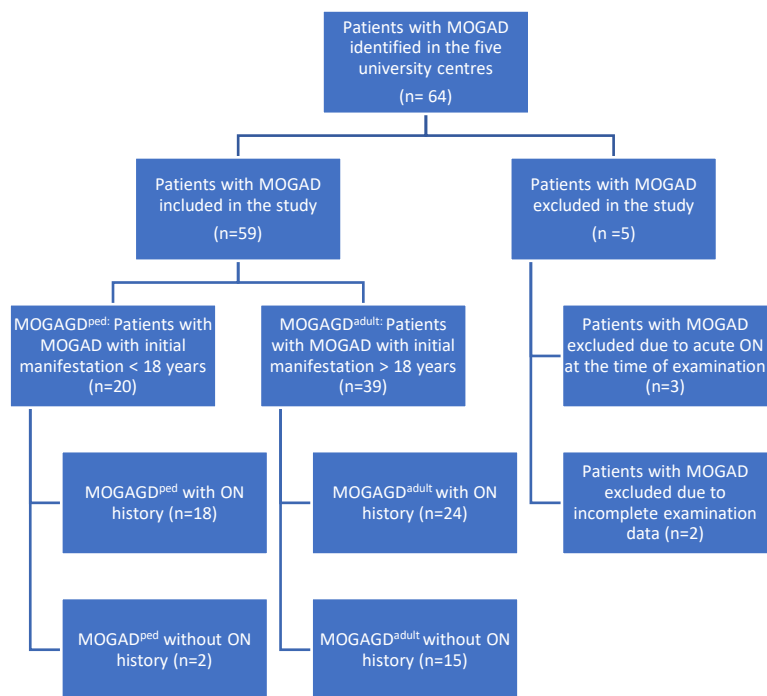 Patients with MOGAD
identified in the five
university centres
(n= 64)
Patients with MOGAD
included in the study
(n=59)
Patients with MOGAD
excluded in the study
(n =5)
MOGAGDped: Patients
with MOGAD with initial
manifestation < 18 years
(n=20)
MOGAGDadult: Patients
with MOGAD with initial
manifestation > 18 years
(n=39)
Patients with MOGAD
excluded due to acute ON
at the time of examination
(n=3)
MOGAGDped with ON
history (n=18)
MOGAGDadult with ON
history (n=24)
Patients with MOGAD
excluded due to
incomplete examination
data (n=2)
MOGADped without ON
history (n=2)
MOGAGDadult without ON
history (n=15)